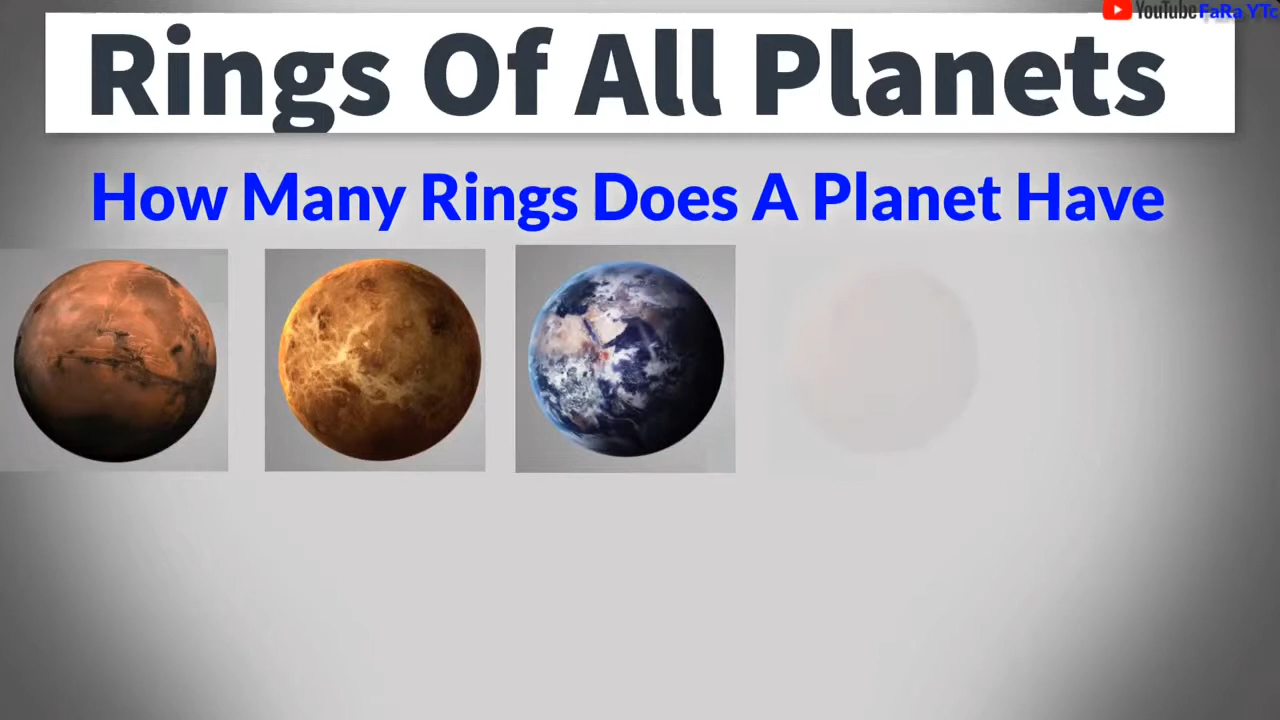 YouTube FaRa YTc
Rings Of All Planets
How Many Rings Does A Planet Have